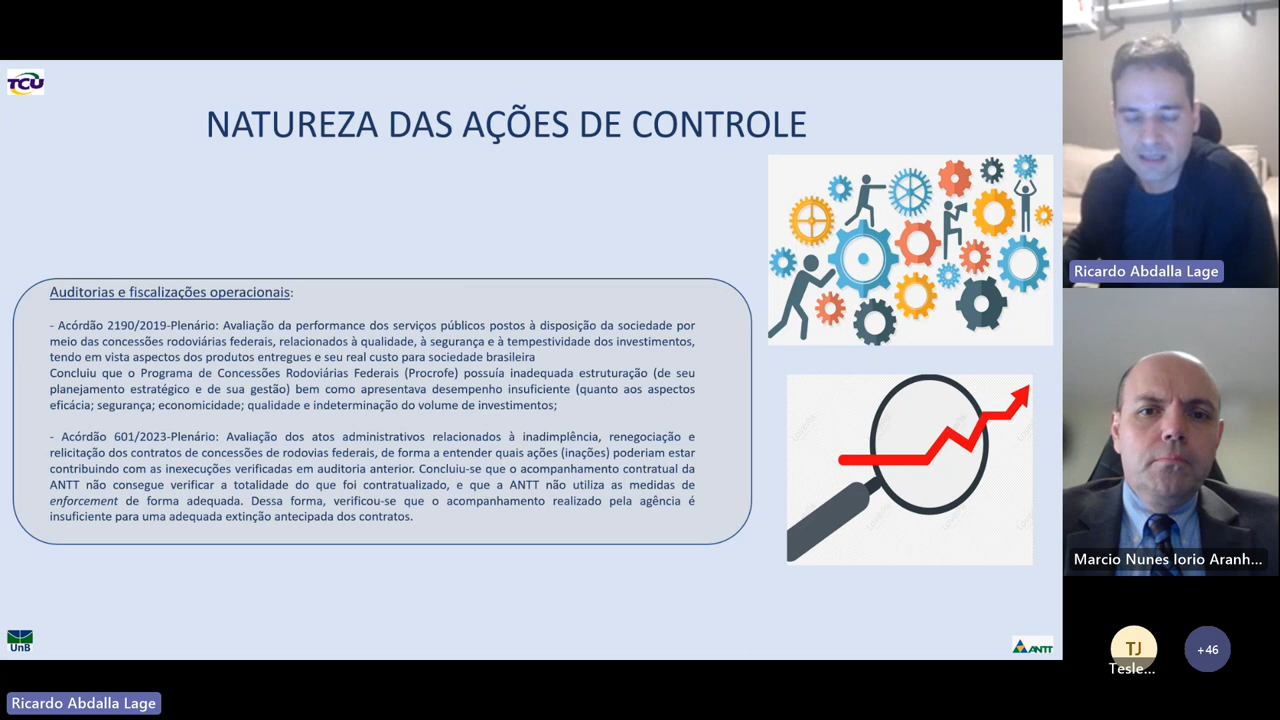 TCU
NATUREZA DAS AÇÕES DE CONTROLE
Auditorias e fiscalizações operacionais:
- Acórdão 2190/2019-Plenário: Avaliação da performance dos serviços públicos postos à disposição da sociedade por
meio das concessões rodoviárias federais, relacionados à qualidade, à segurança e à tempestividade dos investimentos,
tendo em vista aspectos dos produtos entregues e seu real custo para sociedade brasileira
Concluiu que o Programa de Concessões Rodoviárias Federais (Procrofe) possuía inadequada estruturação (de seu
planejamento estratégico e de sua gestão) bem como apresentava desempenho insuficiente (quanto aos aspectos
eficácia; segurança; economicidade; qualidade e indeterminação do volume de investimentos;
- Acórdão 601/2023-Plenário: Avaliação dos atos administrativos relacionados à inadimplência, renegociação e
relicitação dos contratos de concessões de rodovias federais, de forma a entender quais ações (inações) poderiam estar
contribuindo com as inexecuções verificadas em auditoria anterior. Concluiu-se que o acompanhamento contratual da
ANTT não consegue verificar a totalidade do que foi contratualizado, e que a ANTT não utiliza as medidas de
enforcement de forma adequada. Dessa forma, verificou-se que o acompanhamento realizado pela agência é
insuficiente para uma adequada extinção antecipada dos contratos.
UnB
ANTT
Ricardo Abdalla Lage
Ricardo Abdalla Lage
Marcio Nunes Iorio Aranh...
TJ
Tesle...
+46